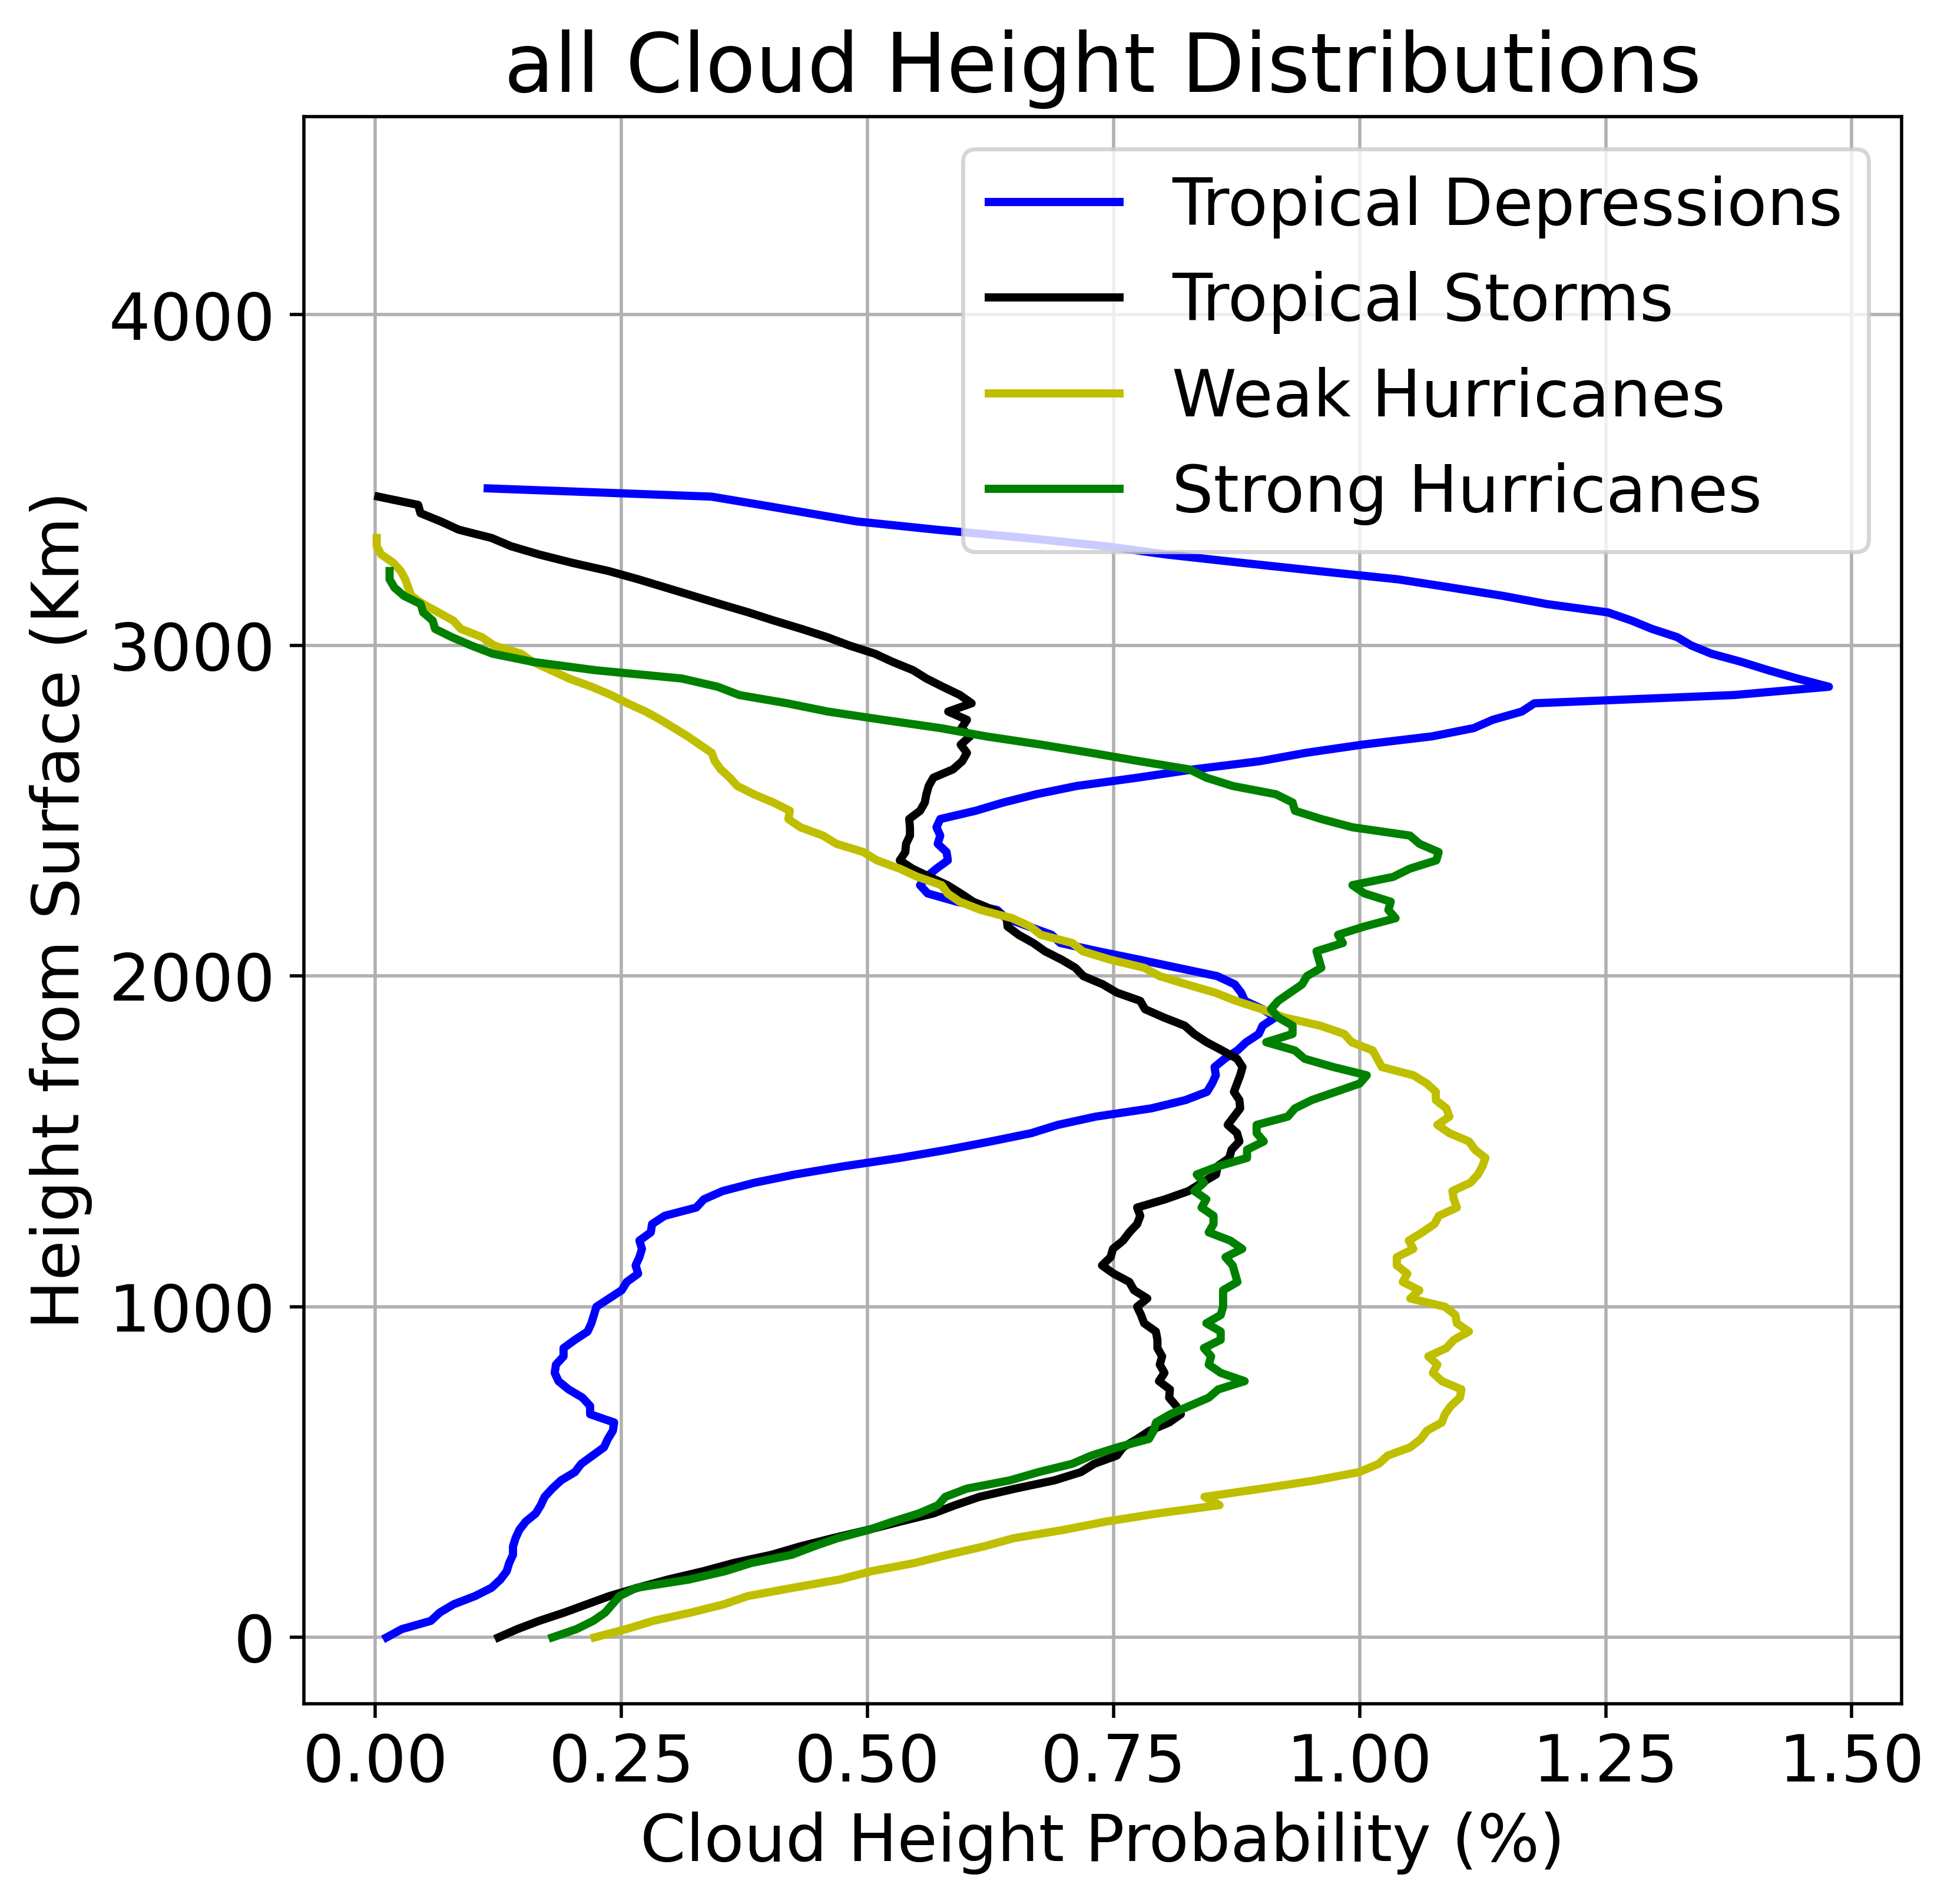 all Cloud Height Distributions
Tropical Depressions
Tropical Storms
Weak Hurricanes
Strong Hurricanes
Height from Surface (Km)
4000
3000
2000
1000
0
0.00 0.25 0.50 0.75 1.00 1.25 1.50
Cloud Height Probability (%)